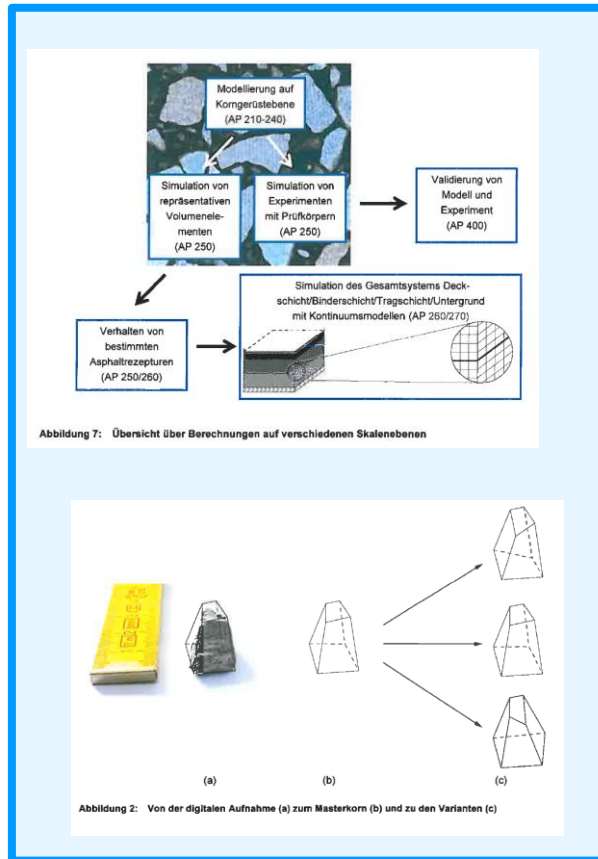 Modellierung auf
Korngerüstebene
(AP 210-240)
Simulation von
repräsentativen
Volumenele-
menten
(AP 250)
Simulation von
Experimenten
mit Prüfkörpern
(AP 250)
Validierung von
Modell und
Experiment
(AP 400)
Simulation des Gesamtsystems Deck-
schicht/Binderschicht/Tragschicht/Untergrund
mit Kontinuumsmodellen (AP 260/270)
Verhalten von
bestimmten
Asphaltrezepturen
(AP 250/260)
Abbildung 7: Übersicht über Berechnungen auf verschiedenen Skalenebenen
(a)
(b)
(c)
Abbildung 2: Von der digitalen Aufnahme (a) zum Masterkorn (b) und zu den Varianten (c)